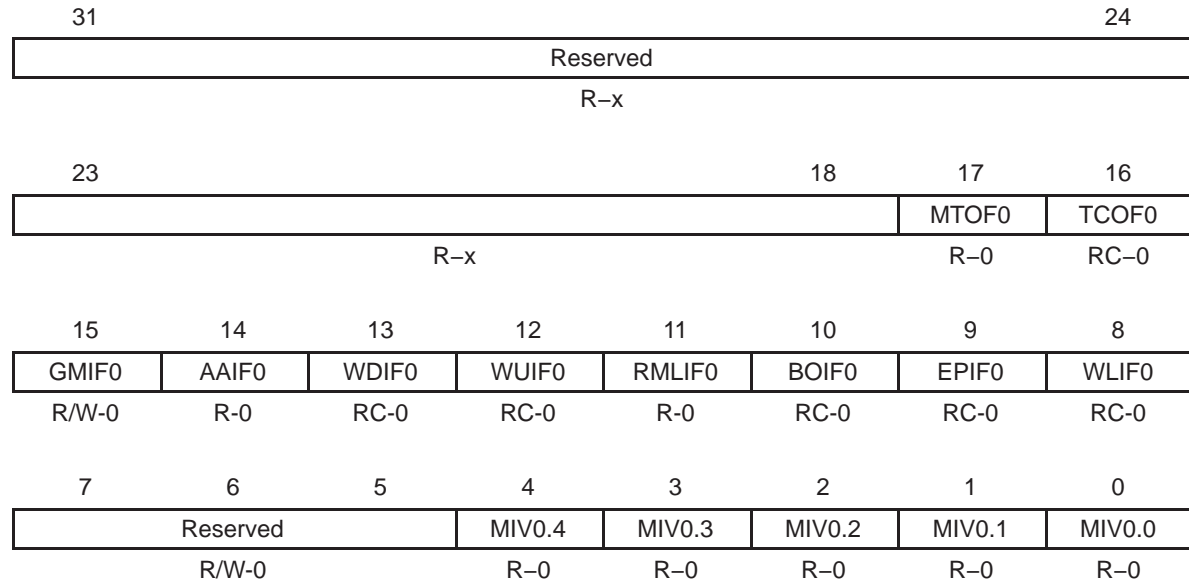 31 24
Reserved
R−x
23 18 17 16
MTOF0 TCOF0
R−x R−0 RC−0
15 14 13 12 11 10 9 8
GMIF0 AAIF0 WDIF0 WUIF0 RMLIF0 BOIF0 EPIF0 WLIF0
R/W-0 R-0 RC-0 RC-0 R-0 RC-0 RC-0 RC-0
7 6 5 4 3 2 1 0
Reserved MIV0.4 MIV0.3 MIV0.2 MIV0.1 MIV0.0
R/W-0 R−0 R−0 R−0 R−0 R−0